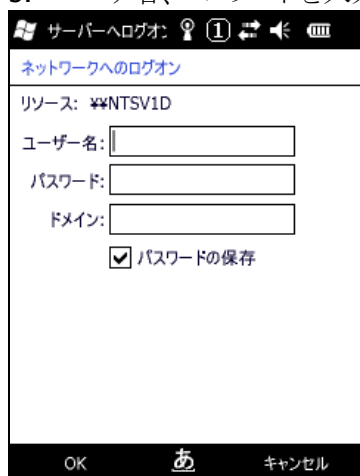 サーバーへログオン: 1
ネットワークへのログオン
リソース: ¥¥NTSV1D
ユーザー名:
パスワード:
ドメイン:
パスワードの保存
OK あ キャンセル